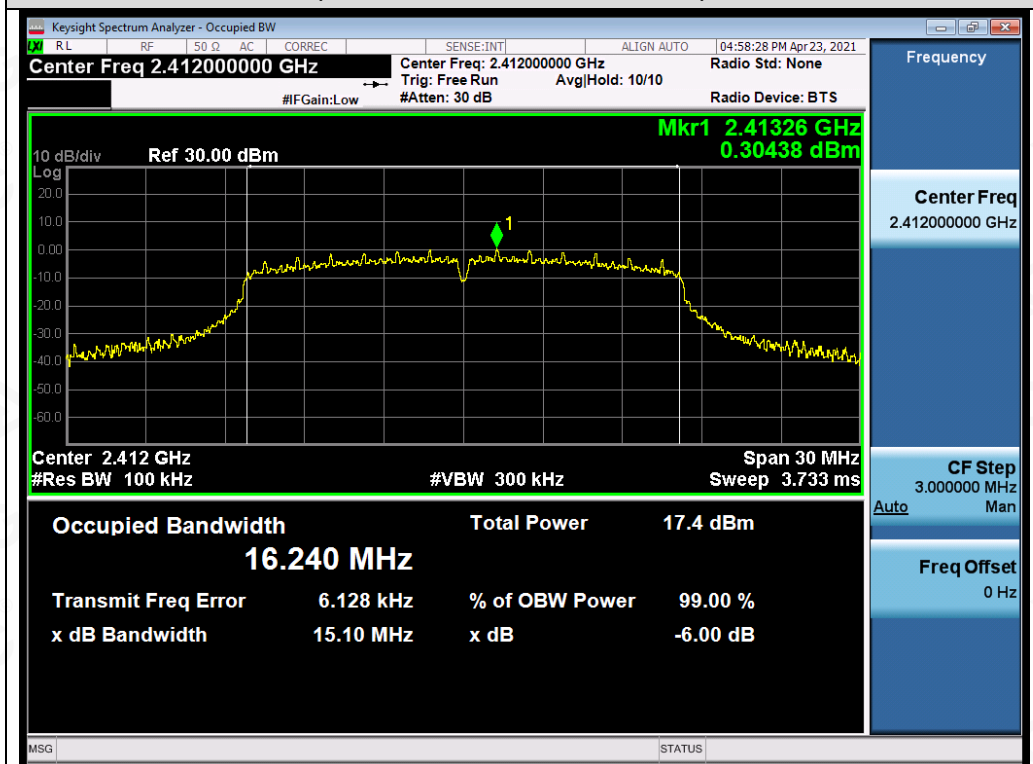 Keysight Spectrum Analyzer - Occupied BW
LXI RL RF 50 Ω AC CORREC SENSE:INT ALIGN AUTO 04:58:28 PM Apr 23, 2021
Center Freq 2.412000000 GHz Center Freq: 2.412000000 GHz Radio Std: None
Trig: Free Run Avg|Hold: 10/10
#IFGain:Low #Atten: 30 dB Radio Device: BTS
Frequency
Mkr1 2.41326 GHz
0.30438 dBm
10 dB/div Ref 30.00 dBm
Log
20.0
10.0
1
0.00
-10.0
-20.0
-30.0
-40.0
-50.0
-60.0
Center 2.412 GHz Span 30 MHz
#Res BW 100 kHz #VBW 300 kHz Sweep 3.733 ms
Occupied Bandwidth Total Power 17.4 dBm
16.240 MHz
Transmit Freq Error 6.128 kHz % of OBW Power 99.00 %
x dB Bandwidth 15.10 MHz x dB -6.00 dB
Center Freq
2.412000000 GHz
CF Step
3.000000 MHz
Auto Man
Freq Offset
0 Hz
MSG STATUS